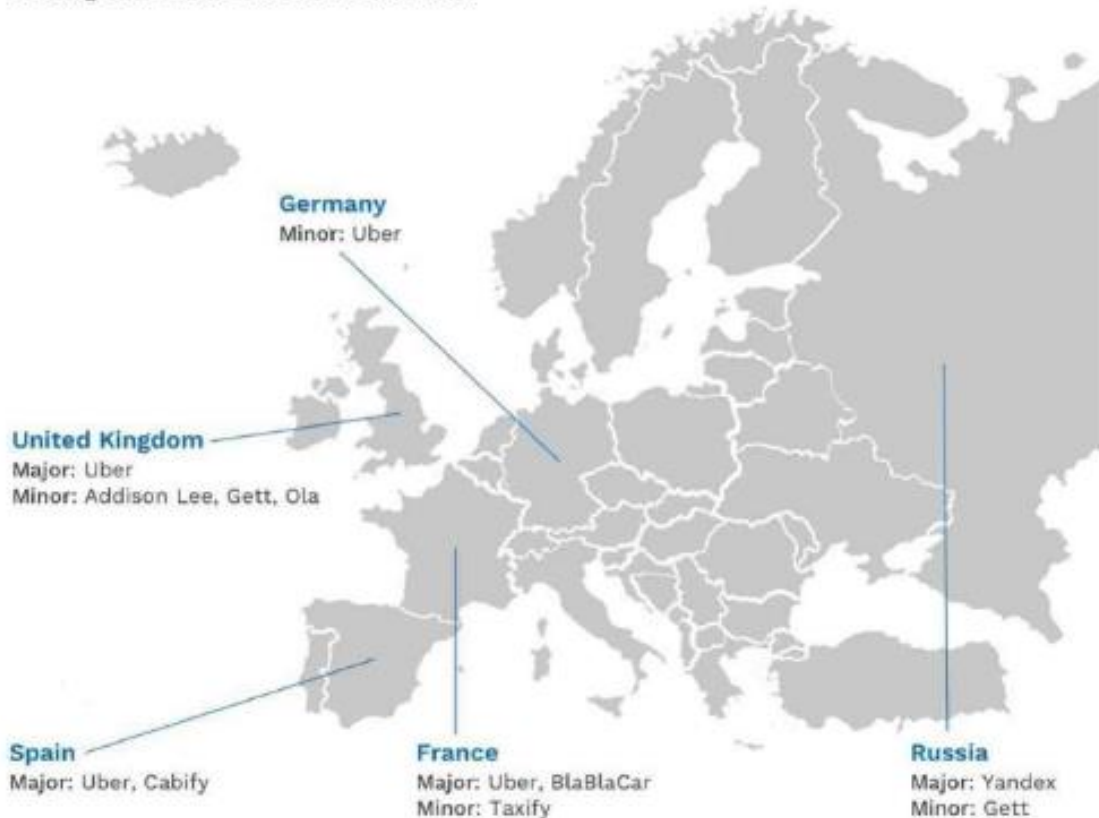 Germany
Minor: Uber
United Kingdom
Major: Uber
Minor: Addison Lee, Gett, Ola
Spain
Major: Uber, Cabify
France
Major: Uber, BlaBlaCar
Minor: Taxify
Russia
Major: Yandex
Minor: Gett